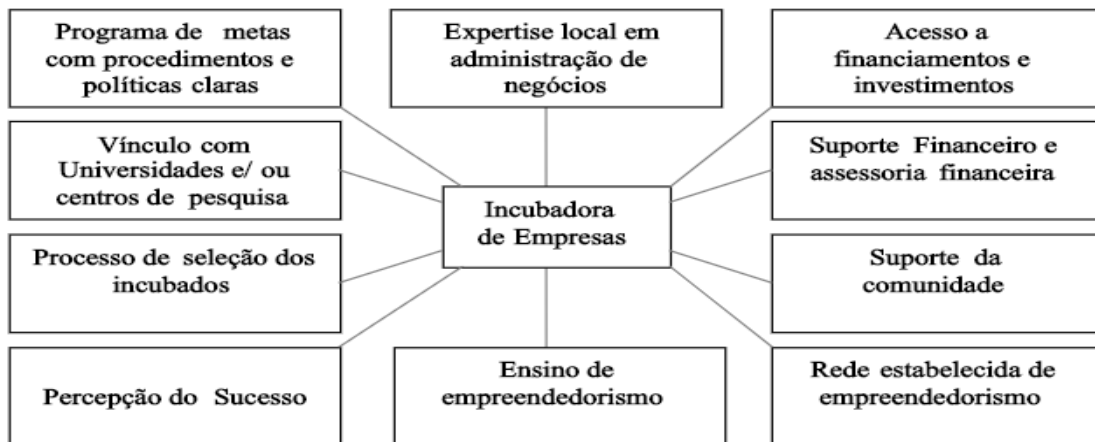 Programa de metas
com procedimentos e
políticas claras
Expertise local em
administração de
negócios
Acesso a
financiamentos e
investimentos
Vínculo com
Universidades e/ ou
centros de pesquisa
Suporte Financeiro e
assessoria financeira
Incubadora
de Empresas
Processo de seleção dos
incubados
Suporte da
comunidade
Percepção do Sucesso
Ensino de
empreendedorismo
Rede estabelecida de
empreendedorismo